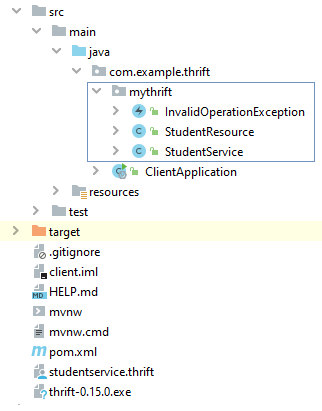 src
main
java
com.example.thrift
mythrift
InvalidOperationException
StudentResource
StudentService
ClientApplication
resources
test
target
.gitignore
client.iml
HELP.md
mvnw
mvnw.cmd
pom.xml
studentservice.thrift
thrift-0.15.0.exe